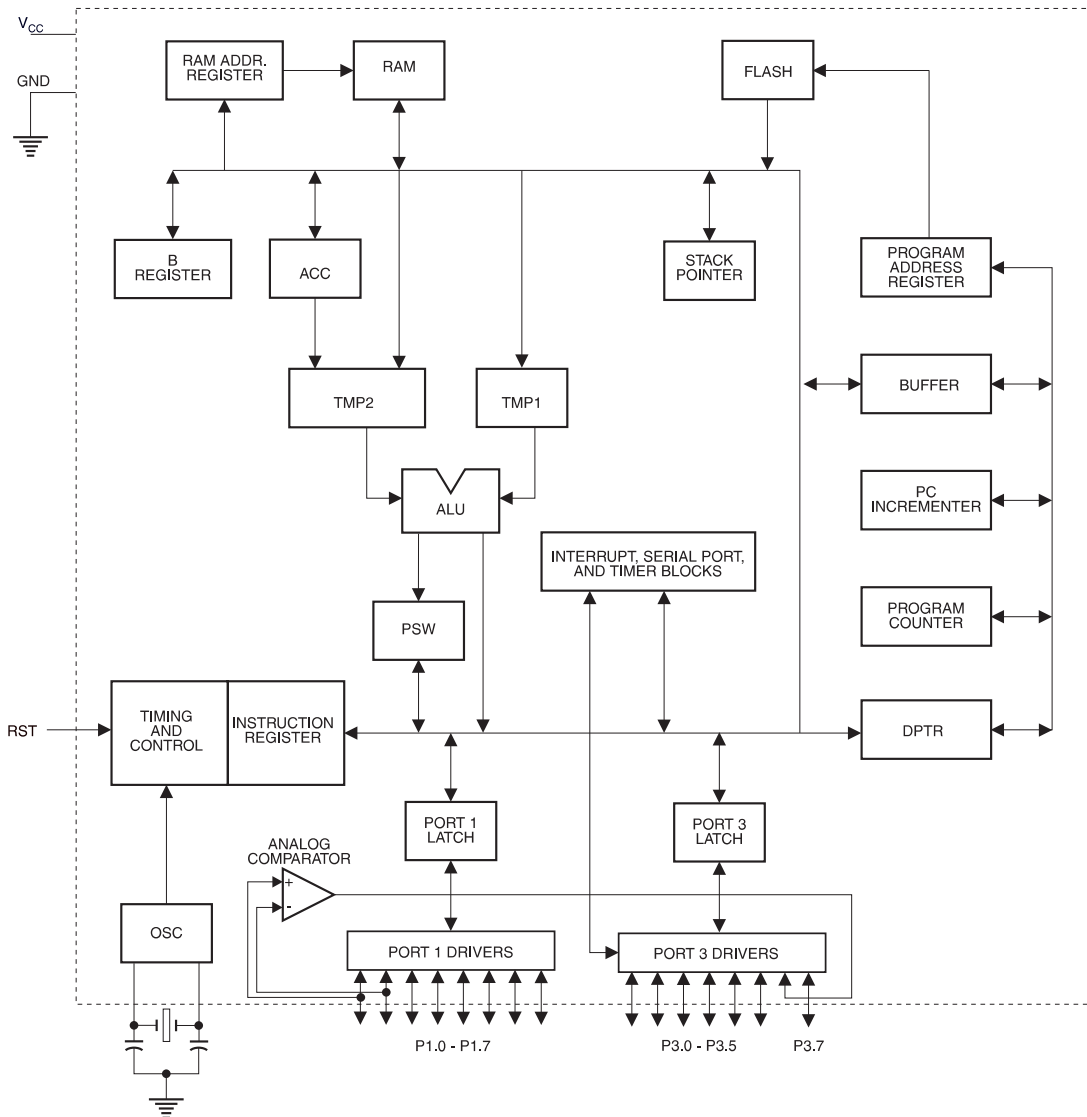 VCC
GND
RAM ADDR.
REGISTER
RAM
FLASH
B
REGISTER
ACC
STACK
POINTER
PROGRAM
ADDRESS
REGISTER
TMP2
TMP1
BUFFER
ALU
PC
INCREMENTER
INTERRUPT, SERIAL PORT,
AND TIMER BLOCKS
PSW
PROGRAM
COUNTER
RST
TIMING
AND
CONTROL
INSTRUCTION
REGISTER
DPTR
PORT 1
LATCH
PORT 3
LATCH
ANALOG
COMPARATOR
+
-
OSC
PORT 1 DRIVERS
PORT 3 DRIVERS
P1.0 - P1.7
P3.0 - P3.5
P3.7